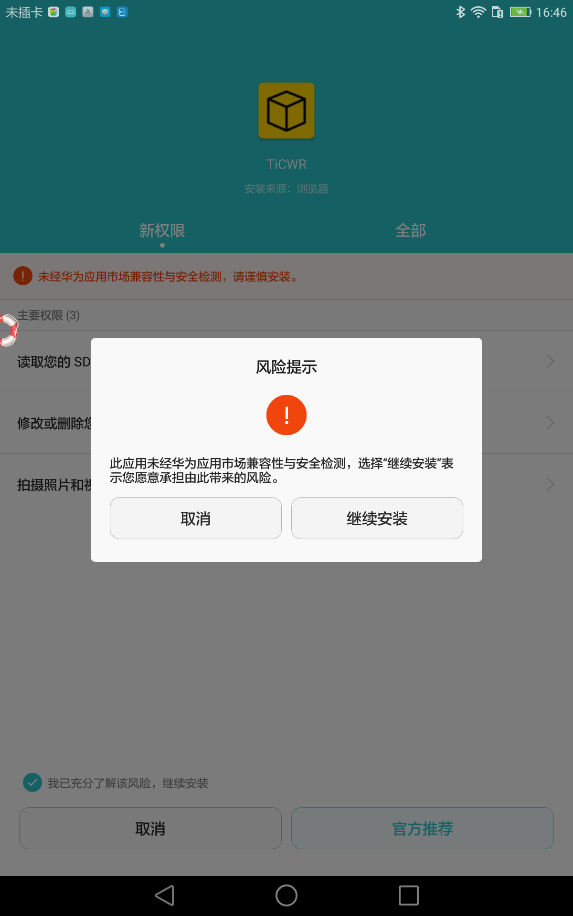 未插卡
16:46
TiCWR
安装来源：浏览器
新权限
全部
未经华为应用市场兼容性与安全检测，请谨慎安装。
主要权限 (3)
读取您的 SD
修改或删除您
拍摄照片和
风险提示
此应用未经华为应用市场兼容性与安全检测，选择“继续安装”表
示您愿意承担由此带来的风险。
取消
继续安装
我已充分了解该风险，继续安装
取消
官方推荐